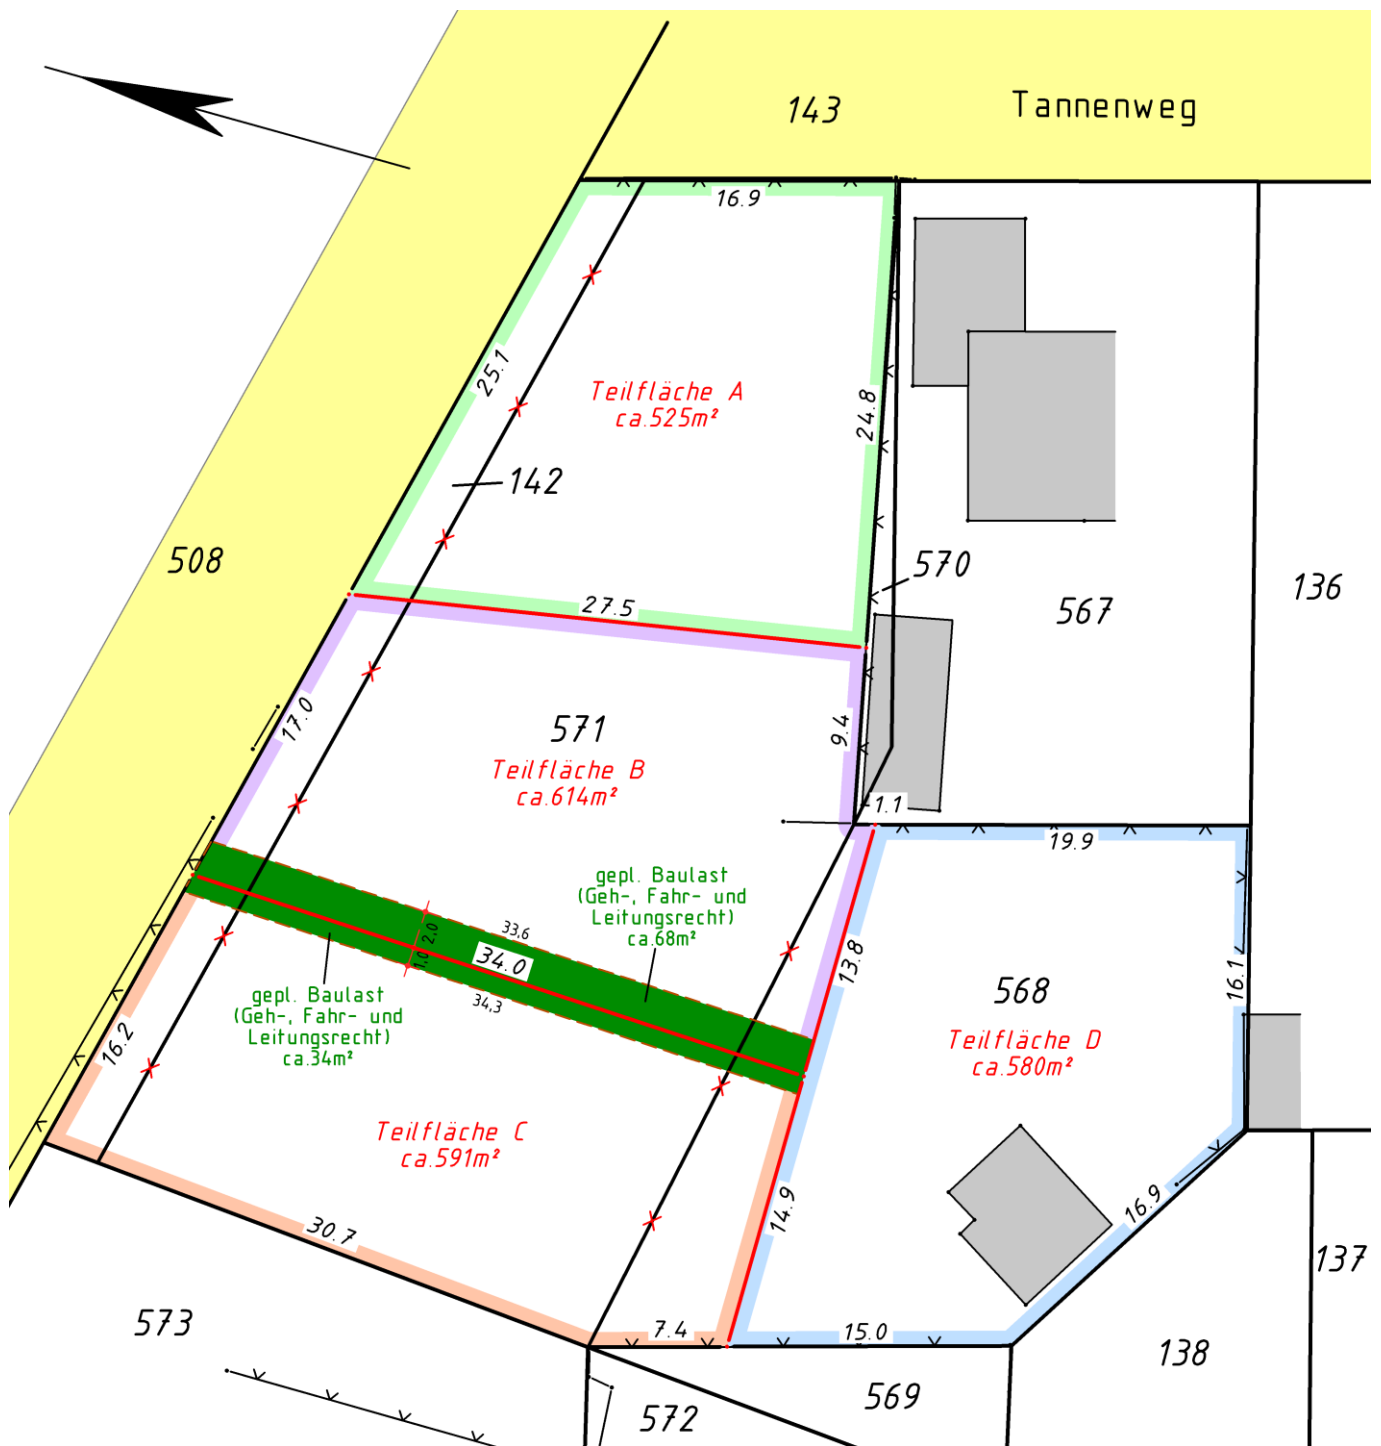 143
Tannenweg
16.9
25.1
Teilfläche A
ca.525m²
24.8
142
508
570
136
567
27.5
17.0
571
9.4
Teilfläche B
ca.614m²
1.1
19.9
gepl. Baulast
(Geh-, Fahr- und
Leitungsrecht)
ca.68m²
33,6
2,0
1,0
34.0
13.8
34,3
568
16.1
gepl. Baulast
(Geh-, Fahr- und
Leitungsrecht)
ca.34m²
16.2
Teilfläche D
ca.580m²
Teilfläche C
ca.591m²
14.9
16.9
30.7
137
573
7.4
15.0
138
569
572